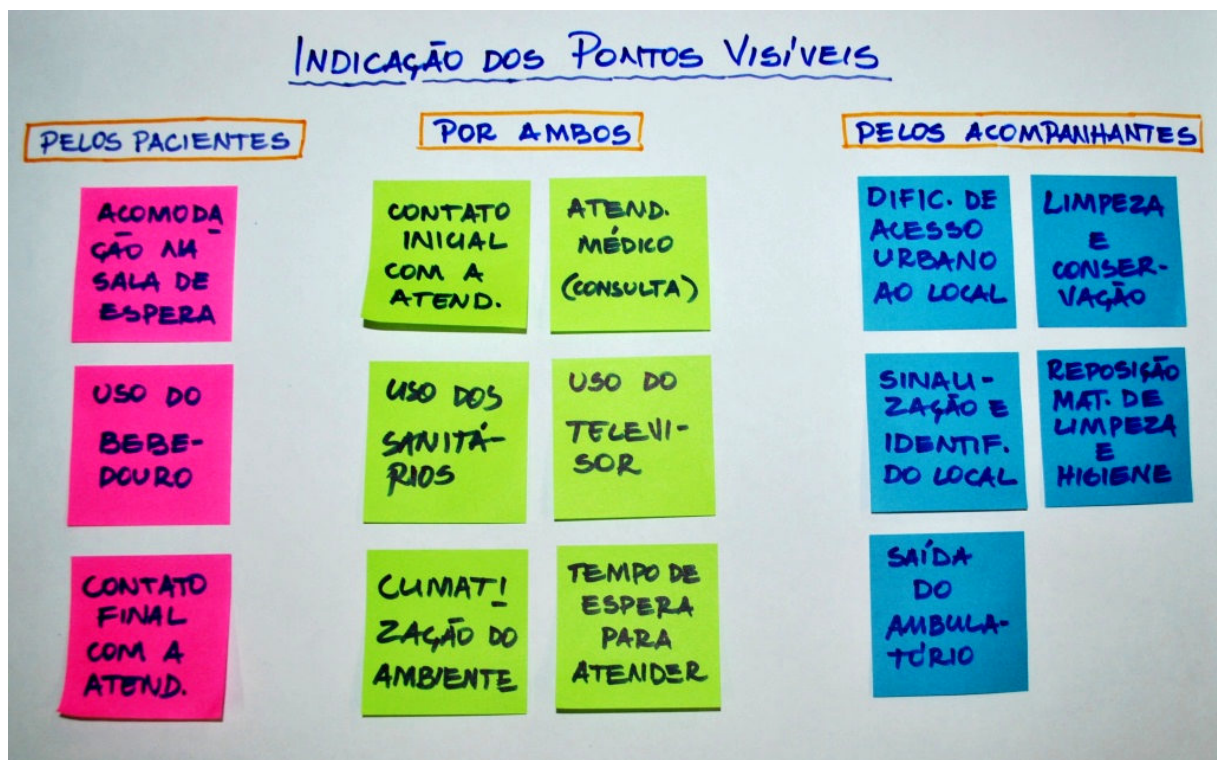 INDICAÇÃO DOS PONTOS VISÍVEIS
PELOS PACIENTES
ACOMODA
ÇÃO NA
SALA DE
ESPERA
USO DO
BEBE-
DOURO
CONTATO
FINAL
COM A
ATEND.
POR AMBOS
CONTATO
INICIAL
COM A
ATEND.
ATEND.
MÉDICO
(CONSULTA)
USO DOS
SANITÁ-
RIOS
USO DO
TELEVI-
SOR
CLIMATI
ZAÇÃO DO
AMBIENTE
TEMPO DE
ESPERA
PARA
ATENDER
PELOS ACOMPANHANTES
DIFIC. DE
ACESSO
URBANO
AO LOCAL
LIMPEZA
E
CONSER-
VAÇÃO
SINALI-
ZAÇÃO E
IDENTIF.
DO LOCAL
REPOSIÇÃO
MAT. DE
LIMPEZA
E
HIGIENE
SAÍDA
DO
AMBULA-
TÓRIO